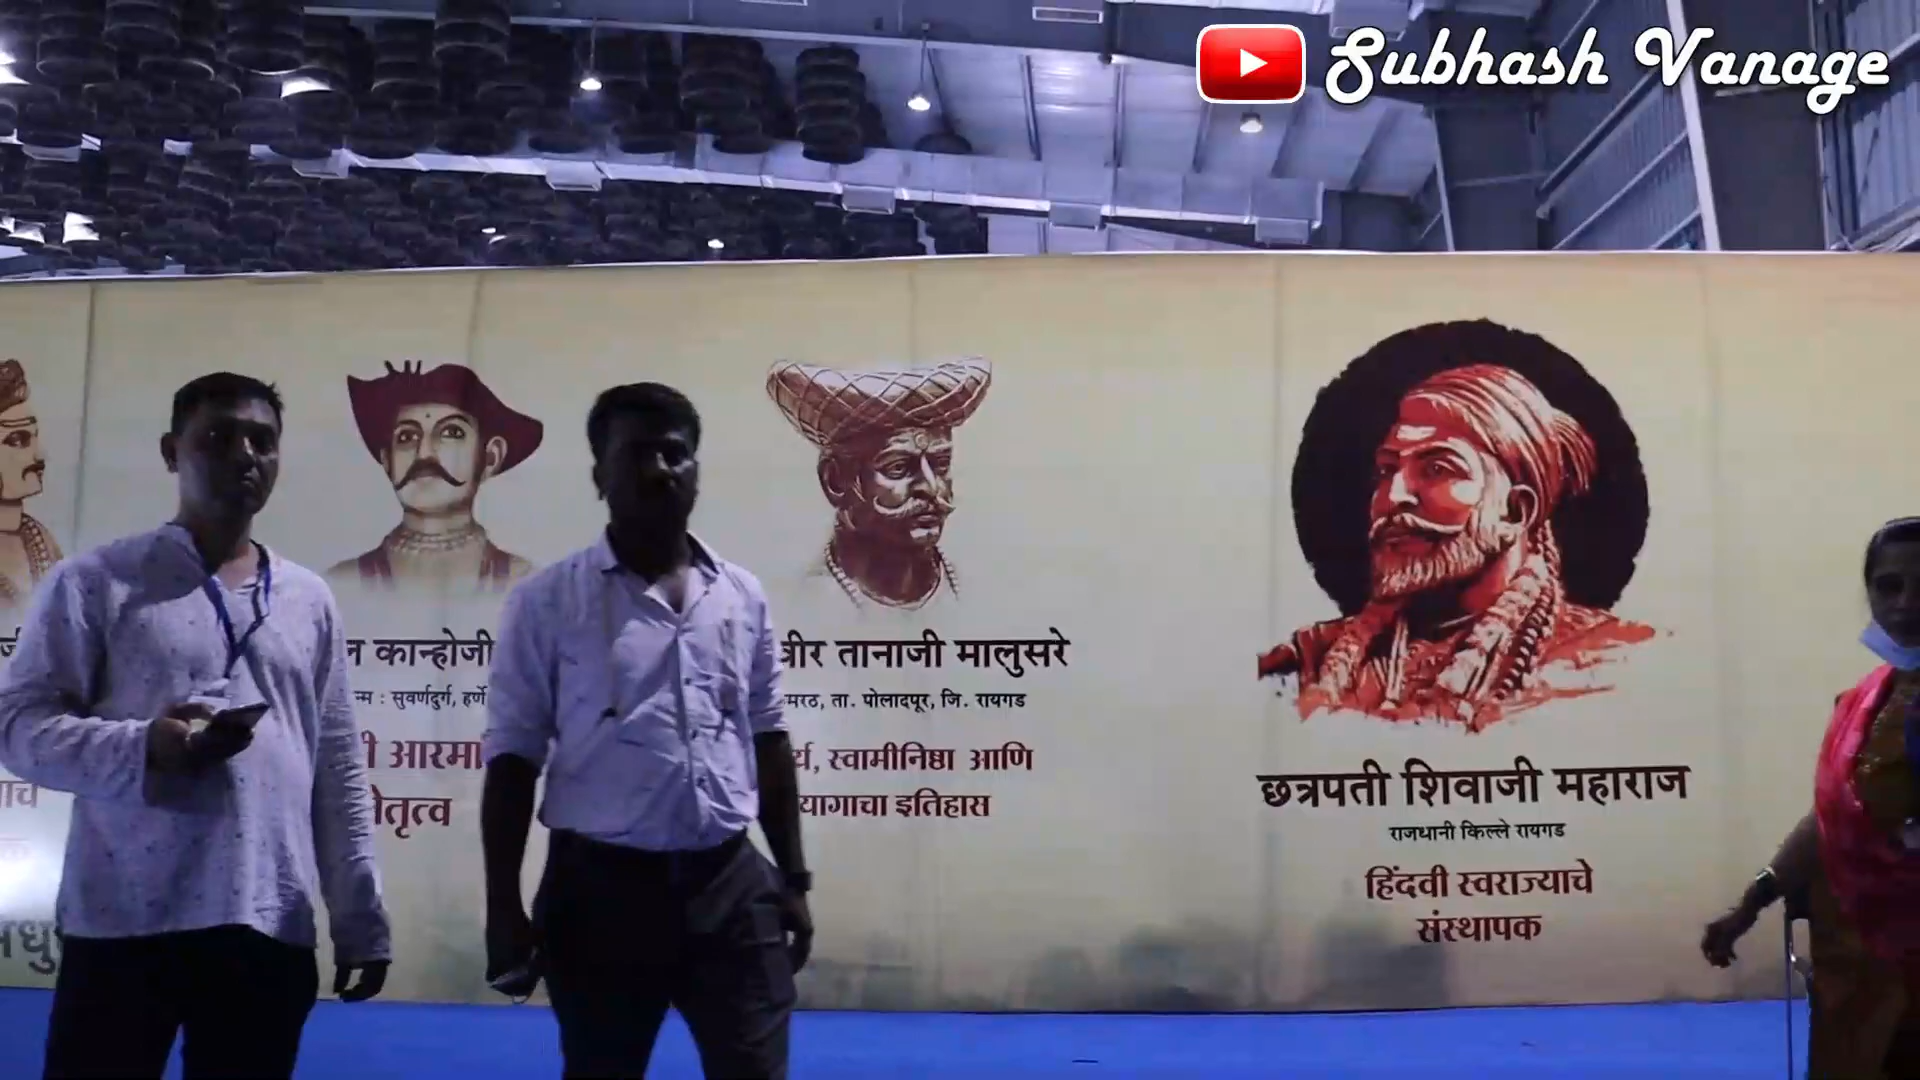 Subhash Vanage
कान्होजी
सुवर्णदुर्ग, हर्णे
आरमा
तानाजी मालुसरे
ता. पोलादपूर, जि. रायगड
स्वामीनिष्ठा आणि
इतिहास
छत्रपती शिवाजी महाराज
राजधानी किल्ले रायगड
हिंदवी स्वराज्याचे
संस्थापक